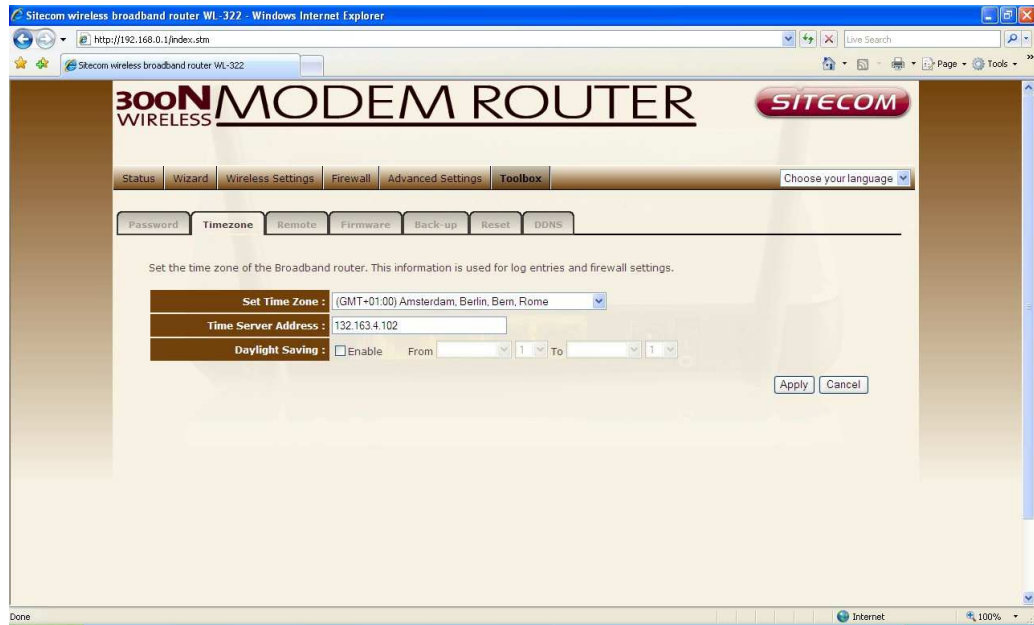 Sitecom wireless broadband router WL-322 - Windows Internet Explorer
http://192.168.0.1/index.stm
Live Search
Sitecom wireless broadband router WL-322
Page Tools »
300N WIRELESS MODEM ROUTER
SITECOM
Status Wizard Wireless Settings Firewall Advanced Settings Toolbox Choose your language
Password Timezone Remote Firmware Back-up Reset DDNS
Set the time zone of the Broadband router. This information is used for log entries and firewall settings.
Set Time Zone : (GMT+01:00) Amsterdam, Berlin, Bern, Rome
Time Server Address : 132.163.4.102
Daylight Saving : Enable From 1 To 1
Apply Cancel
Done Internet 100%